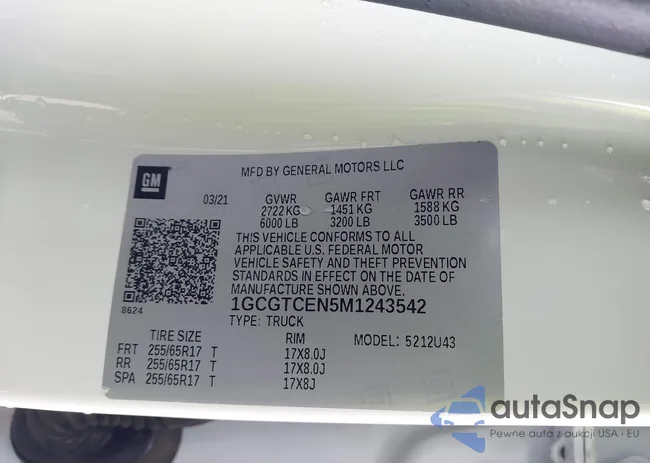 GM
MFD BY GENERAL MOTORS LLC
03/21 GVWR GAWR FRT GAWR RR
2722 KG 1451 KG 1588 KG
6000 LB 3200 LB 3500 LB
THIS VEHICLE CONFORMS TO ALL
APPLICABLE U.S. FEDERAL MOTOR
VEHICLE SAFETY AND THEFT PREVENTION
STANDARDS IN EFFECT ON THE DATE OF
MANUFACTURE SHOWN ABOVE.
8624
1GCGTCEN5M1243542
TYPE: TRUCK
MODEL: 5212U43
TIRE SIZE RIM
FRT 255/65R17 T 17X8.0J
RR 255/65R17 T 17X8.0J
SPA 255/65R17 T 17X8J
autaSnap
Pewne auta z aukcji USA i EU